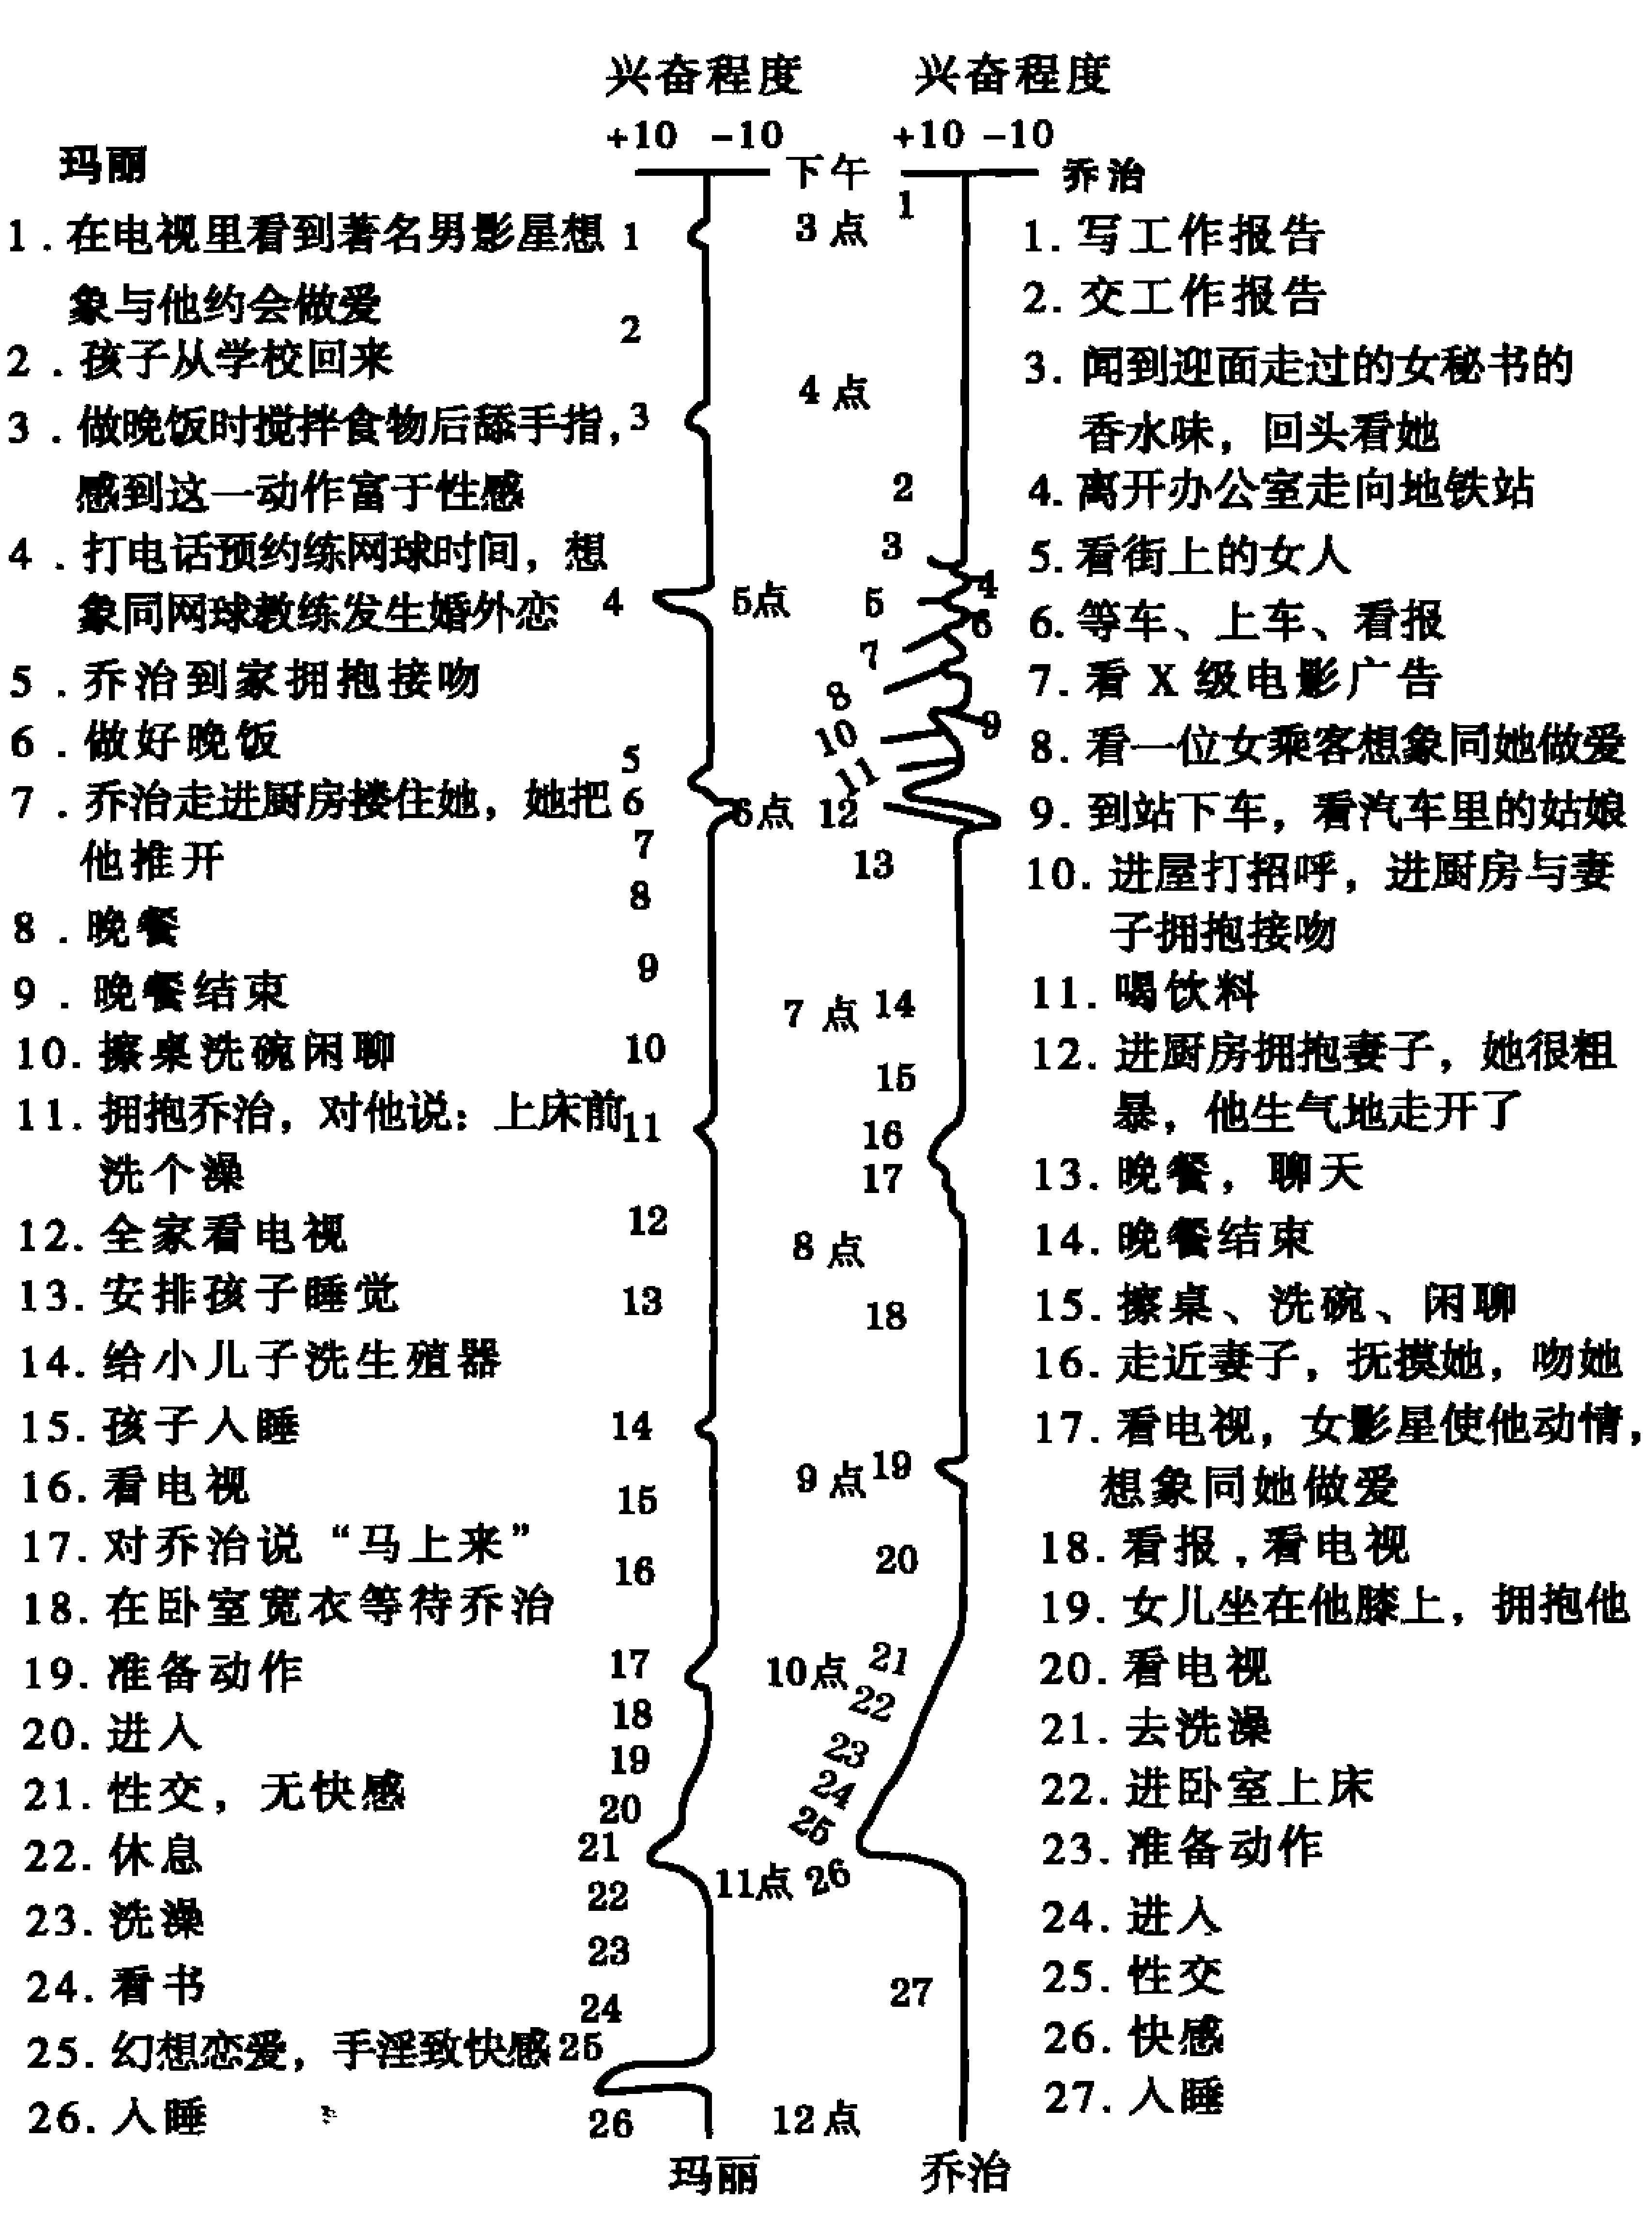 兴奋程度 兴奋程度
+10 -10 +10 -10
玛丽 下午 乔治
1.在电视里看到著名男影星想
象与他约会做爱
2.孩子从学校回来
3.做晚饭时搅拌食物后舔手指,
感到这一动作富于性感
4.打电话预约练网球时间,想
象同网球教练发生婚外恋
5.乔治到家拥抱接吻
6.做好晚饭
7.乔治走进厨房搂住她,她把
他推开
8.晚餐
9.晚餐结束
10.擦桌洗碗闲聊
11.拥抱乔治,对他说:上床前
洗个澡
12.全家看电视
13.安排孩子睡觉
14.给小儿子洗生殖器
15.孩子入睡
16.看电视
17.对乔治说“马上来”
18.在卧室宽衣等待乔治
19.准备动作
20.进入
21.性交,无快感
22.休息
23.洗澡
24.看书
25.幻想恋爱,手淫致快感
26.入睡
1
2
3
4
5
6
7
8
9
10
11
12
13
14
15
16
17
18
19
20
21
22
23
24
25
26
玛丽
3点
4点
5点
6点
7点
8点
9点
10点
11点
12点
1
2
3
4
5
6
7
8
9
10
11
12
13
14
15
16
17
18
19
20
21
22
23
24
25
26
27
乔治
1.写工作报告
2.交工作报告
3.闻到迎面走过的女秘书的
香水味,回头看她
4.离开办公室走向地铁站
5.看街上的女人
6.等车、上车、看报
7.看X级电影广告
8.看一位女乘客想象同她做爱
9.到站下车,看汽车里的姑娘
10.进屋打招呼,进厨房与妻
子拥抱接吻
11.喝饮料
12.进厨房拥抱妻子,她很粗
暴,他生气地走开了
13.晚餐,聊天
14.晚餐结束
15.擦桌、洗碗、闲聊
16.走近妻子,抚摸她,吻她
17.看电视,女影星使他动情,
想象同她做爱
18.看报,看电视
19.女儿坐在他膝上,拥抱他
20.看电视
21.去洗澡
22.进卧室上床
23.准备动作
24.进入
25.性交
26.快感
27.入睡